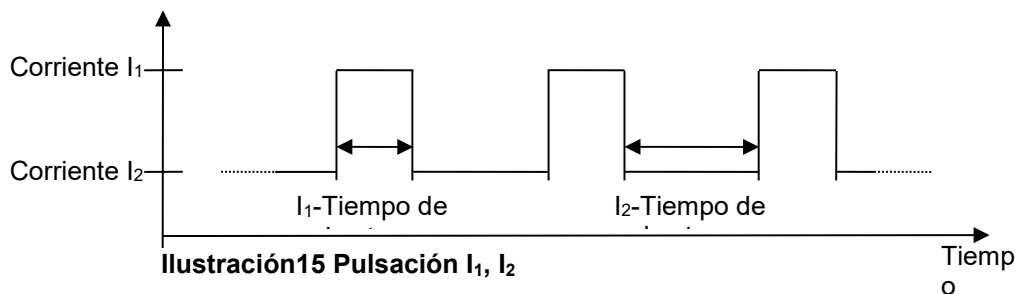 Corriente I₁
Corriente I₂
I₁-Tiempo de
I₂-Tiempo de
Tiemp
o
Ilustración15 Pulsación I₁, I₂